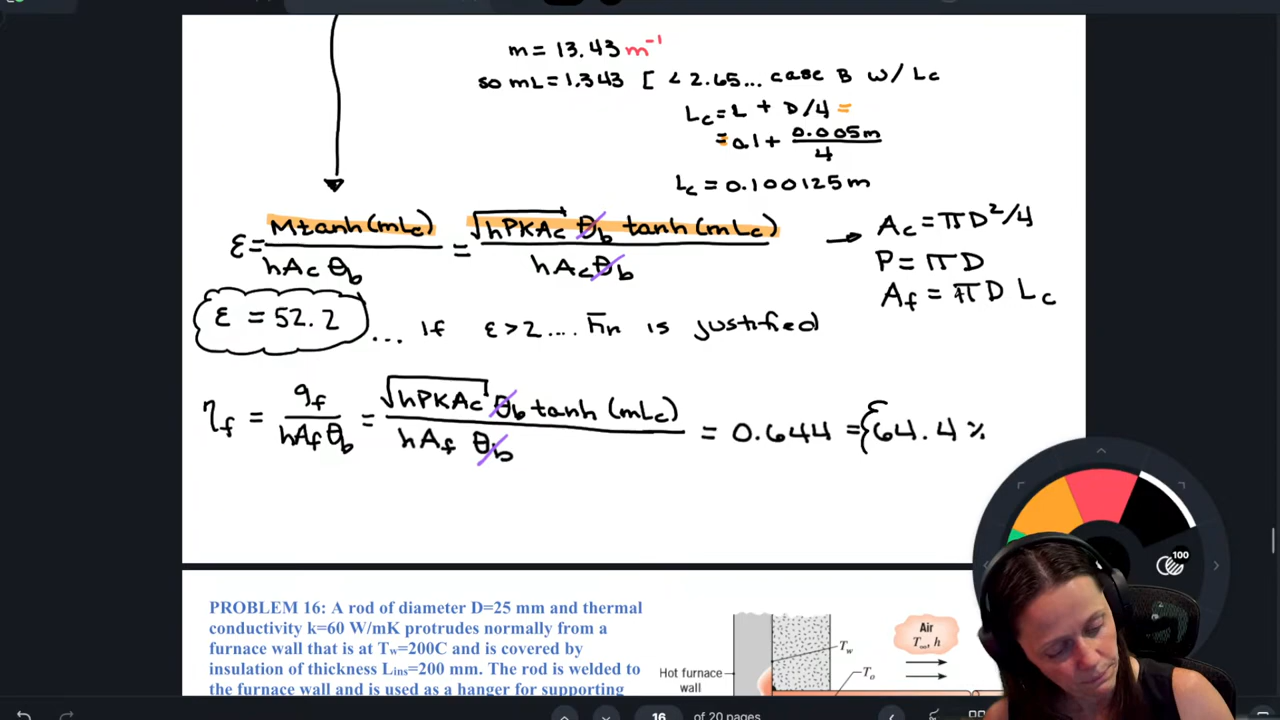 m = 13.43 m⁻¹
so mL = 1.343 [ < 2.65... case B w/ Lc
Lc = L + D/4 =
= 0.1 + 0.005m / 4
Lc = 0.100125m
ε = Mtanh(mLc) / hAc θb = √hPKAc θb tanh(mLc) / hAc θb
→ Ac = πD²/4
P = πD
Af = πD Lc
ε = 52.2 ... If ε > 2 .... fin is justified
ηf = qf / hAf θb = √hPKAc θb tanh(mLc) / hAf θb = 0.644 = {64.4 %
100
PROBLEM 16: A rod of diameter D=25 mm and thermal
conductivity k=60 W/mK protrudes normally from a
furnace wall that is at Tw=200C and is covered by
insulation of thickness Lins=200 mm. The rod is welded to
the furnace wall and is used as a hanger for supporting
Air
T∞, h
Tw
To
Hot furnace
wall
16 of 20 pages